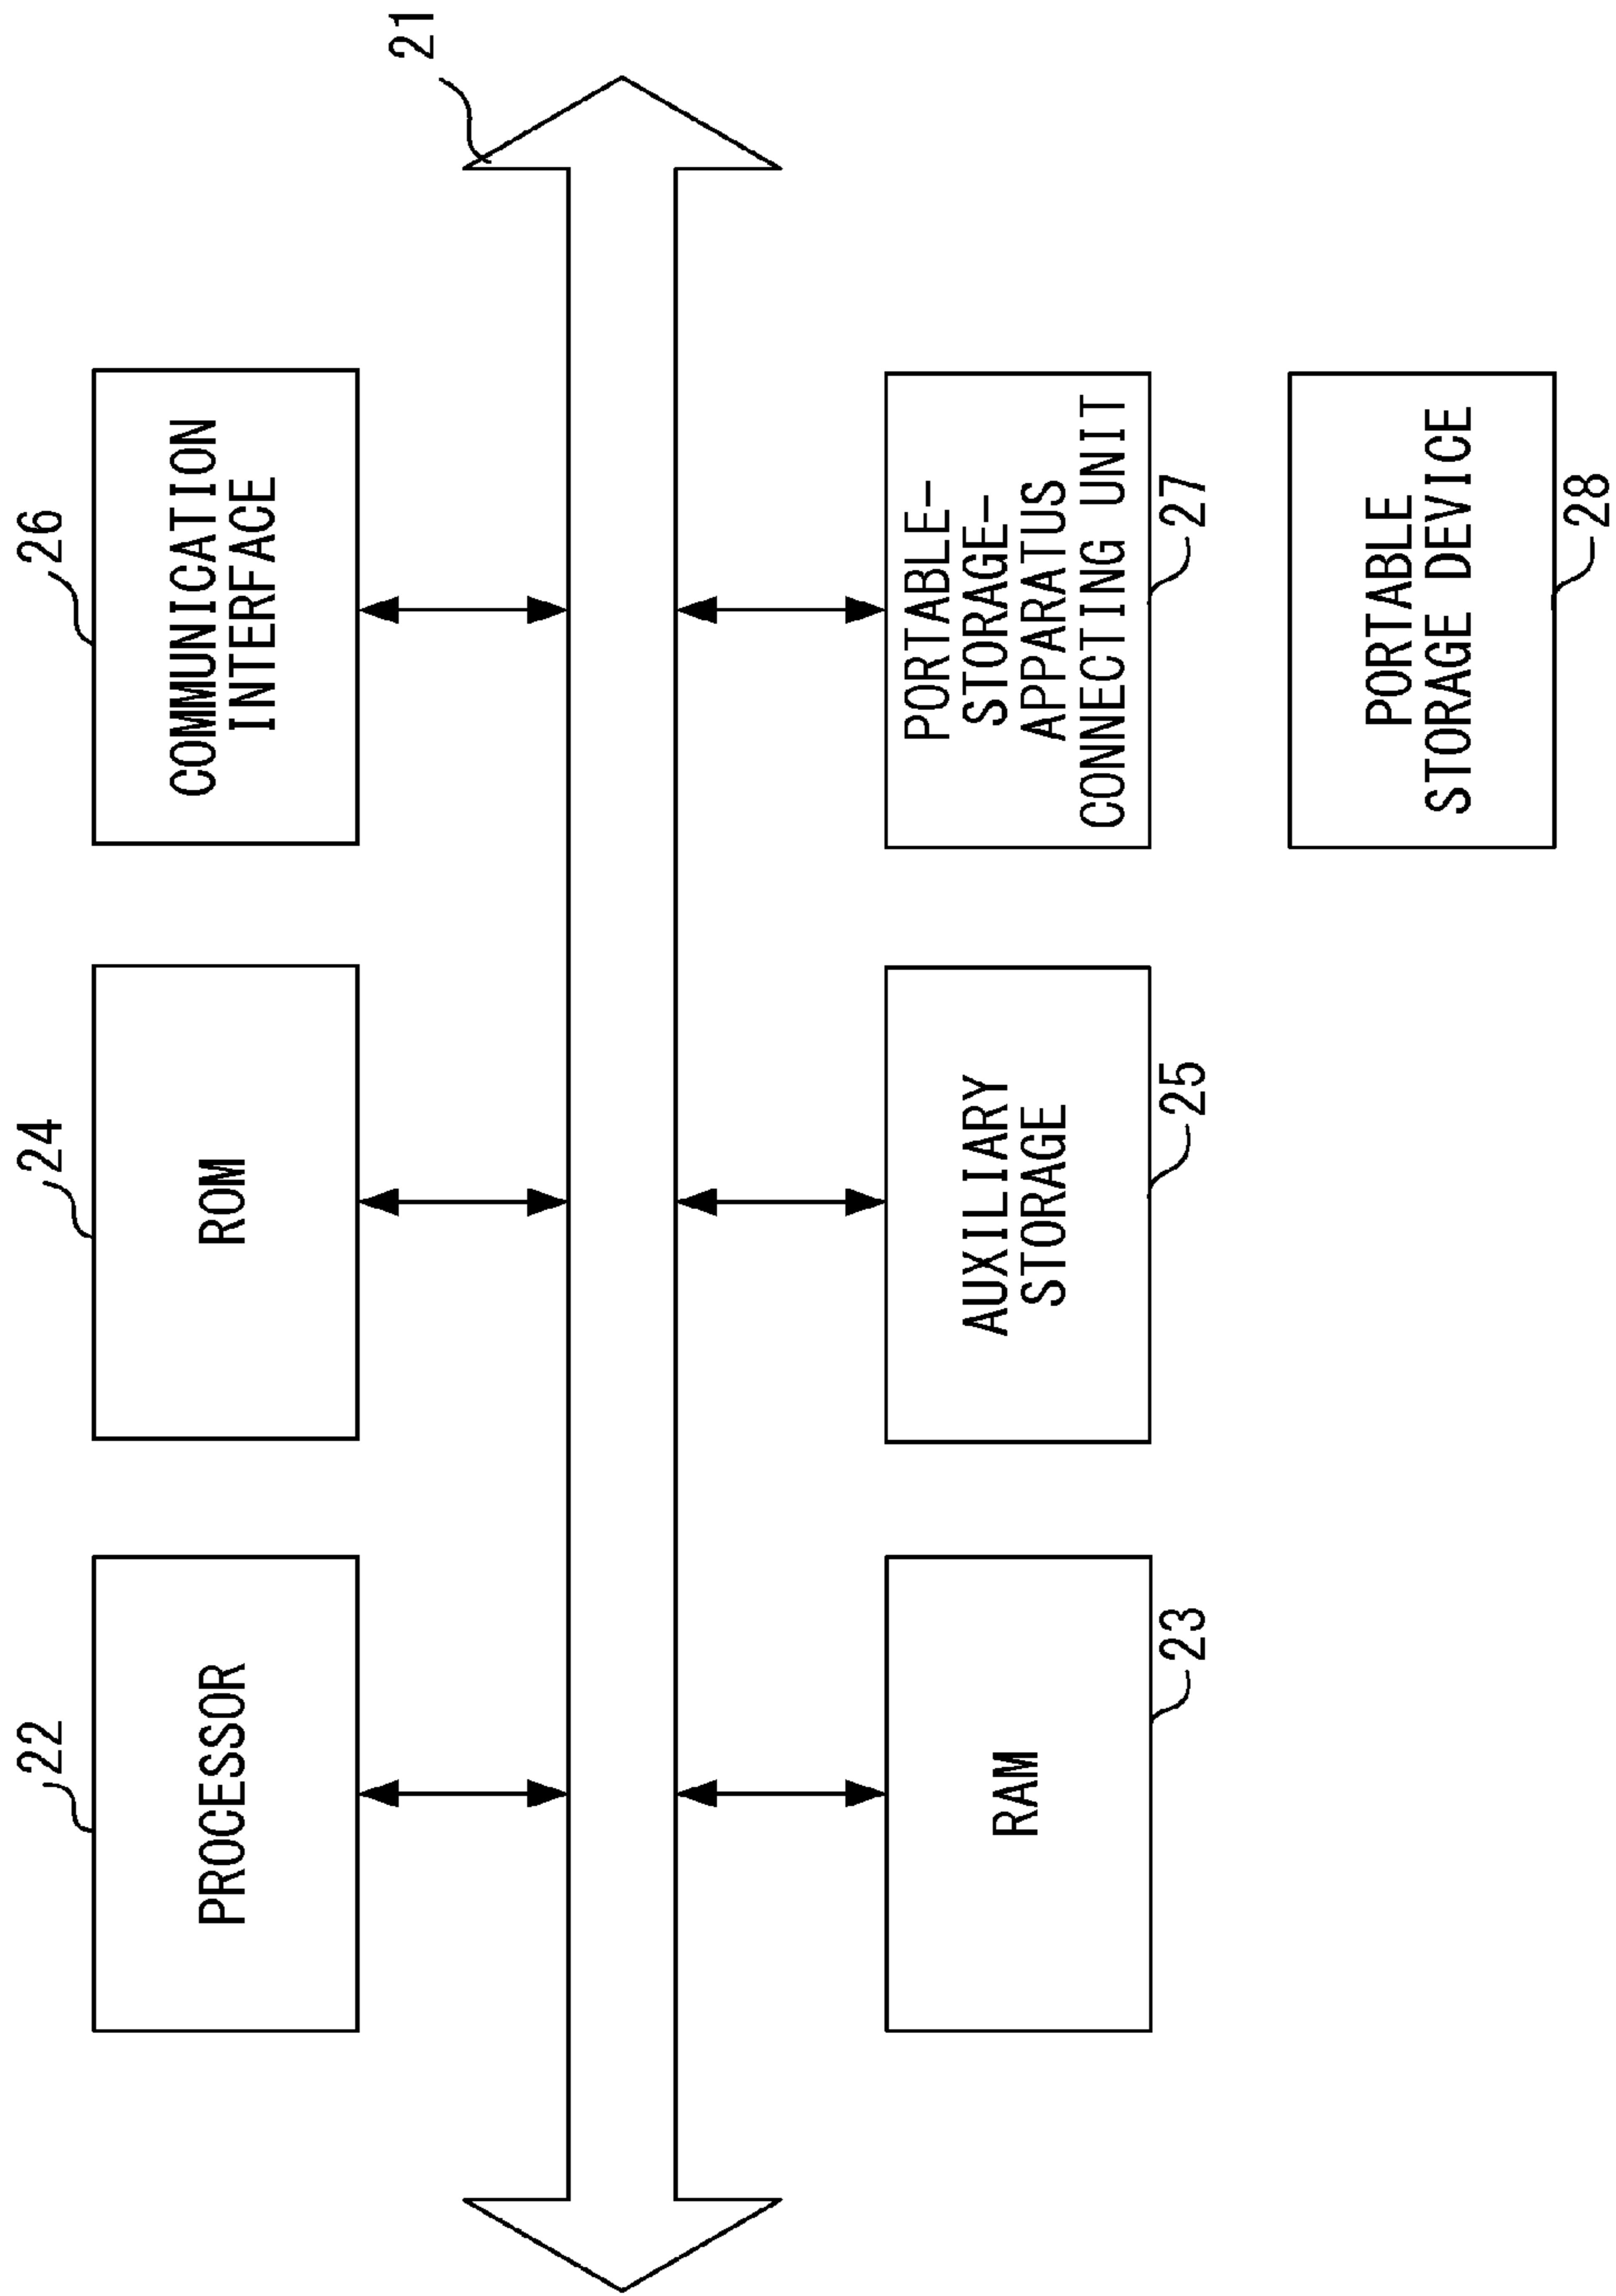 22
PROCESSOR
24
ROM
26
COMMUNICATION
INTERFACE
21
RAM
23
AUXILIARY
STORAGE
25
PORTABLE-
STORAGE-
APPARATUS
CONNECTING UNIT
27
PORTABLE
STORAGE DEVICE
28